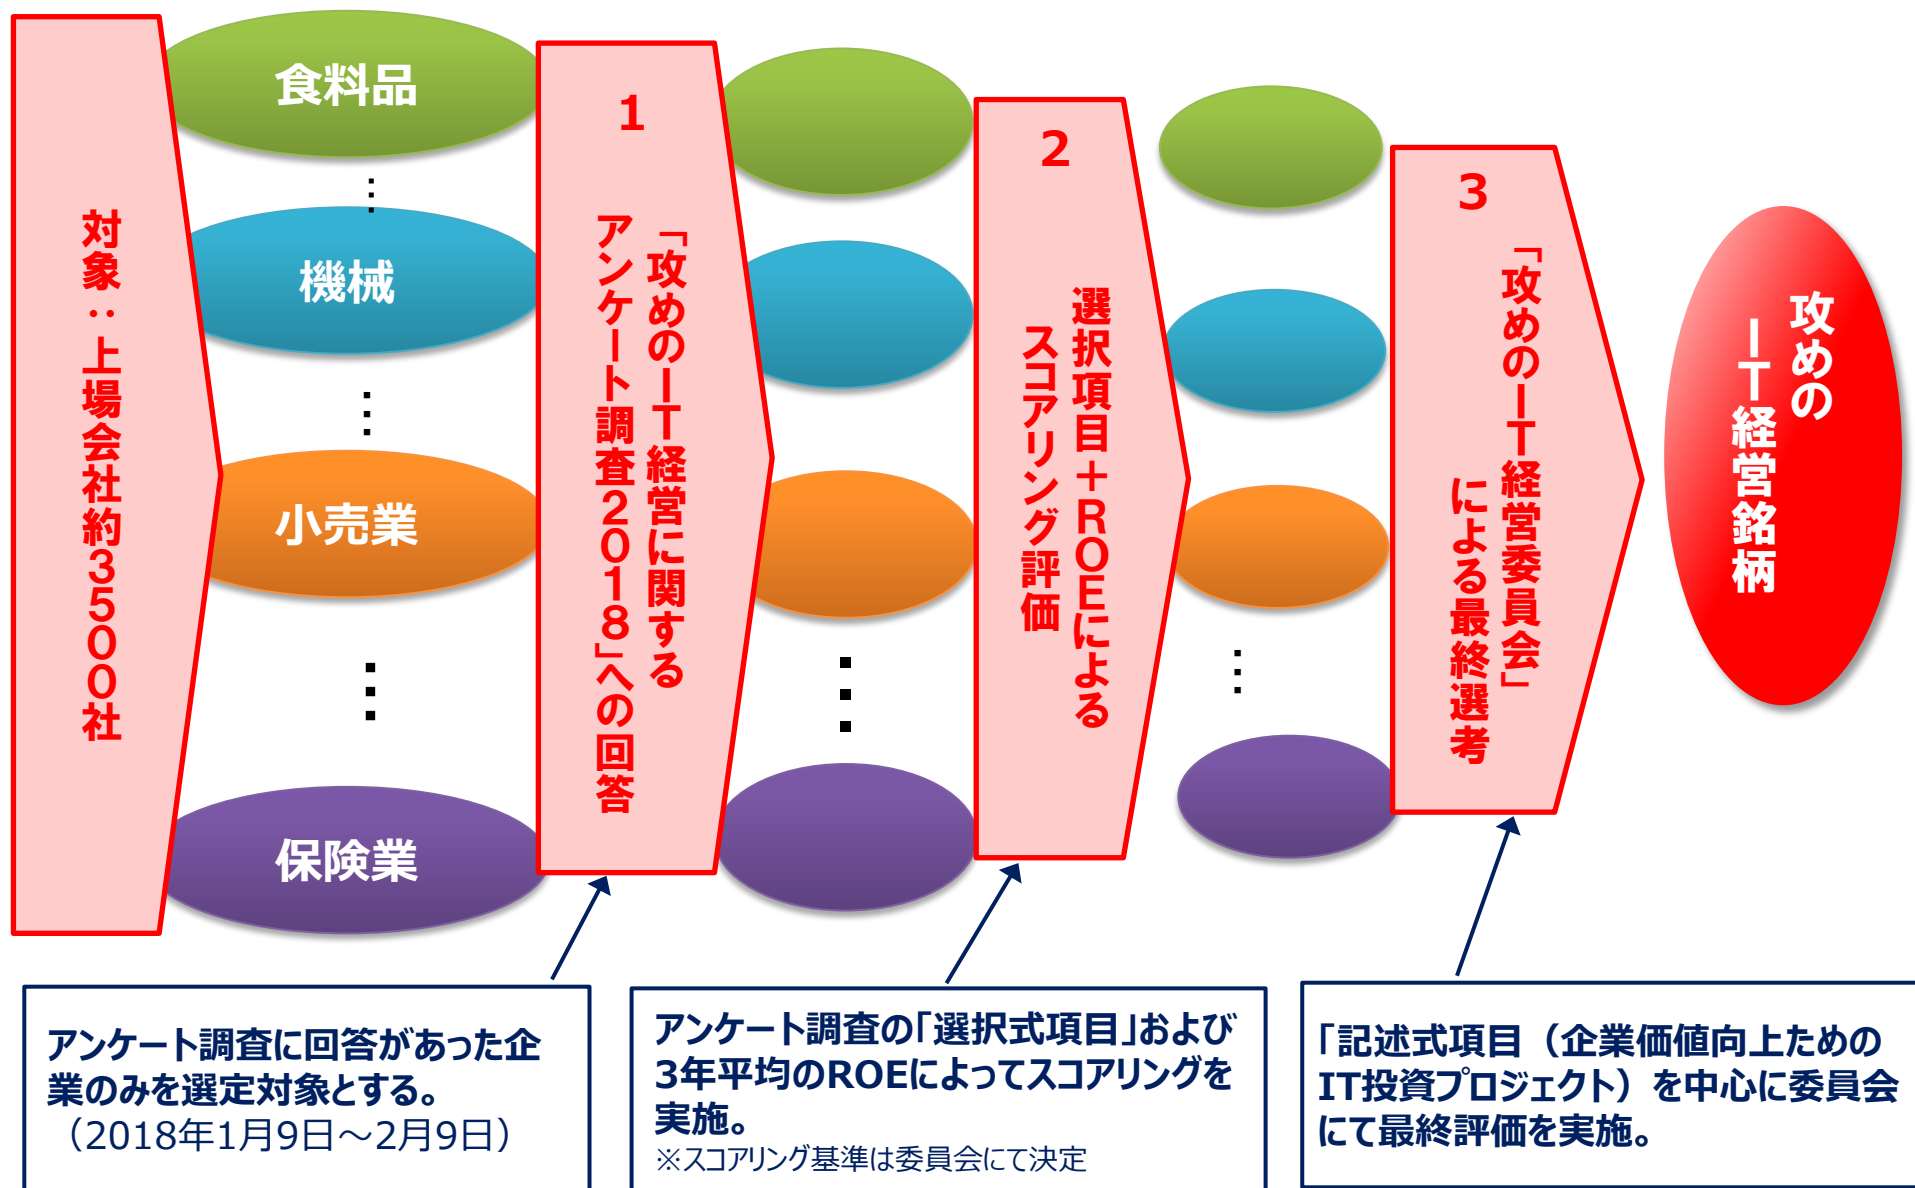 対象：上場会社約３５００社
食料品
…
機械
…
小売業
…
保険業
1
「攻めのＩＴ経営に関する
アンケート調査２０１８」への回答
…
2
選択項目＋ＲＯＥによる
スコアリング評価
…
3
「攻めのＩＴ経営委員会」
による最終選考
攻めの
ＩＴ経営銘柄
アンケート調査に回答があった企
業のみを選定対象とする。
（2018年1月9日～2月9日）
アンケート調査の「選択式項目」および
3年平均のROEによってスコアリングを
実施。
※スコアリング基準は委員会にて決定
「記述式項目（企業価値向上ための
IT投資プロジェクト）を中心に委員会
にて最終評価を実施。